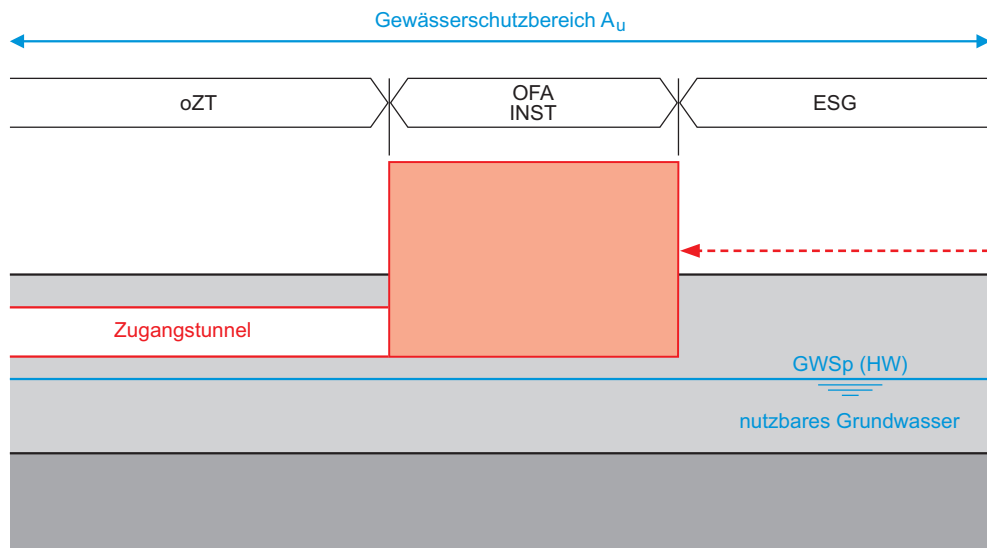 Gewässerschutzbereich Au
oZT
OFA
INST
ESG
Zugangstunnel
GWSp (HW)
nutzbares Grundwasser